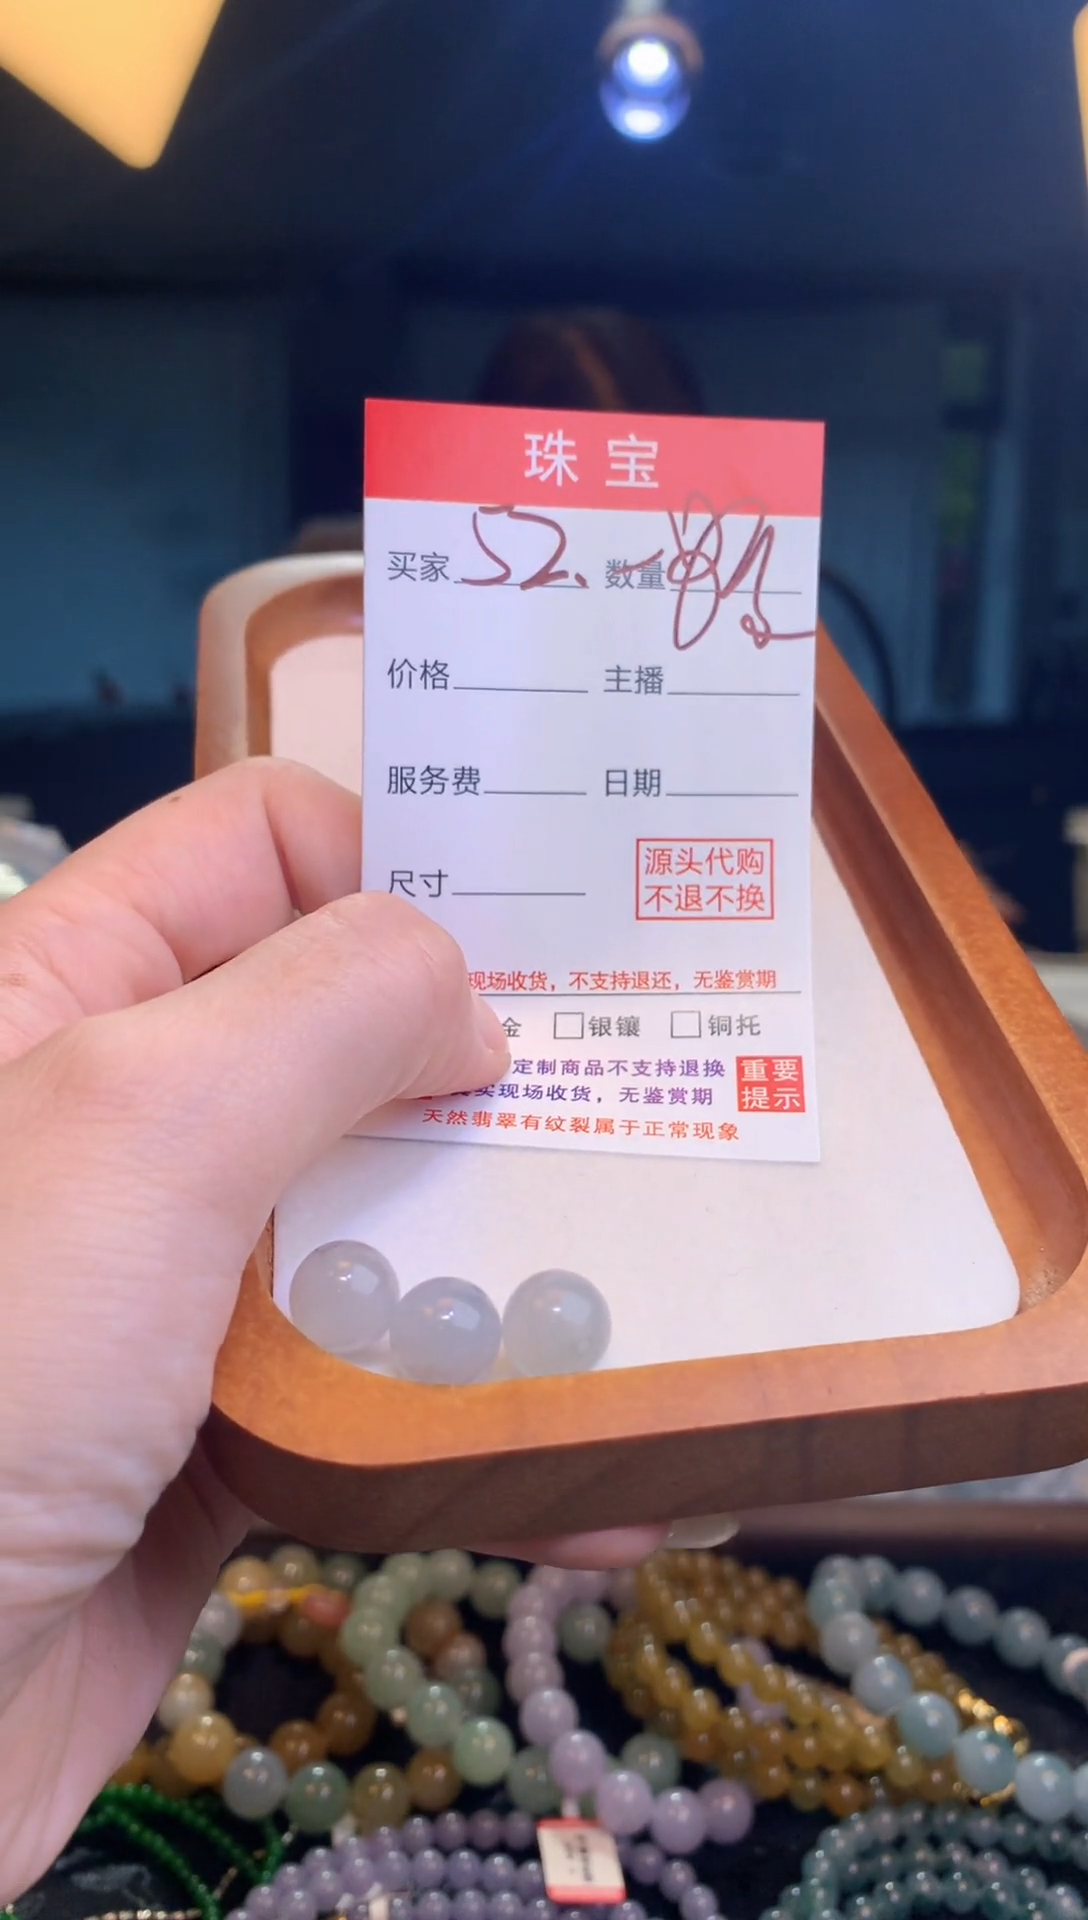 珠宝
买家 52. 数量
价格 主播
服务费 日期
尺寸
源头代购
不退不换
现场收货，不支持退还，无鉴赏期
金 银镶 铜托
定制商品不支持退换
实现场收货，无鉴赏期
重要
提示
天然翡翠有纹裂属于正常现象